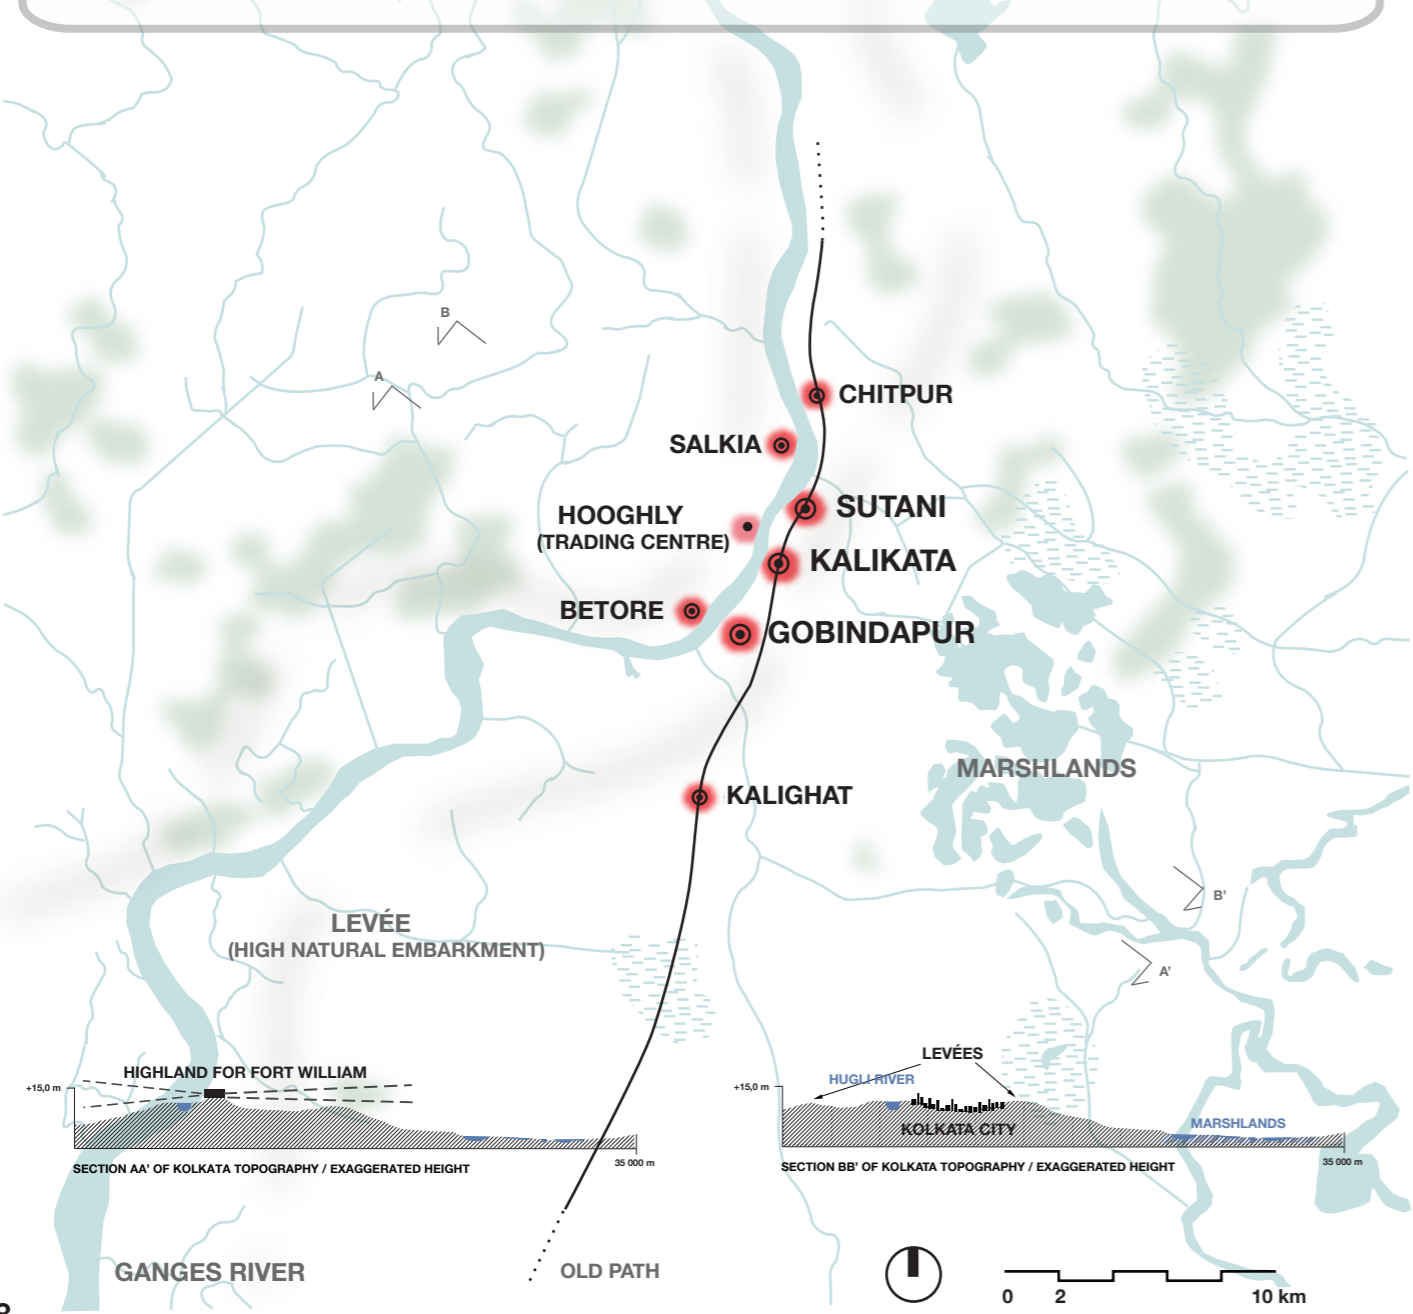 B
A
CHITPUR
SALKIA
SUTANI
HOOGHLY
(TRADING CENTRE)
KALIKATA
BETORE
GOBINDAPUR
MARSHLANDS
KALIGHAT
B'
LEVÉE
(HIGH NATURAL EMBARKMENT)
A'
HIGHLAND FOR FORT WILLIAM
+15,0 m
35 000 m
SECTION AA' OF KOLKATA TOPOGRAPHY / EXAGGERATED HEIGHT
LEVÉES
HUGLI RIVER
+15,0 m
KOLKATA CITY
MARSHLANDS
35 000 m
SECTION BB' OF KOLKATA TOPOGRAPHY / EXAGGERATED HEIGHT
GANGES RIVER
OLD PATH
0 2 10 km